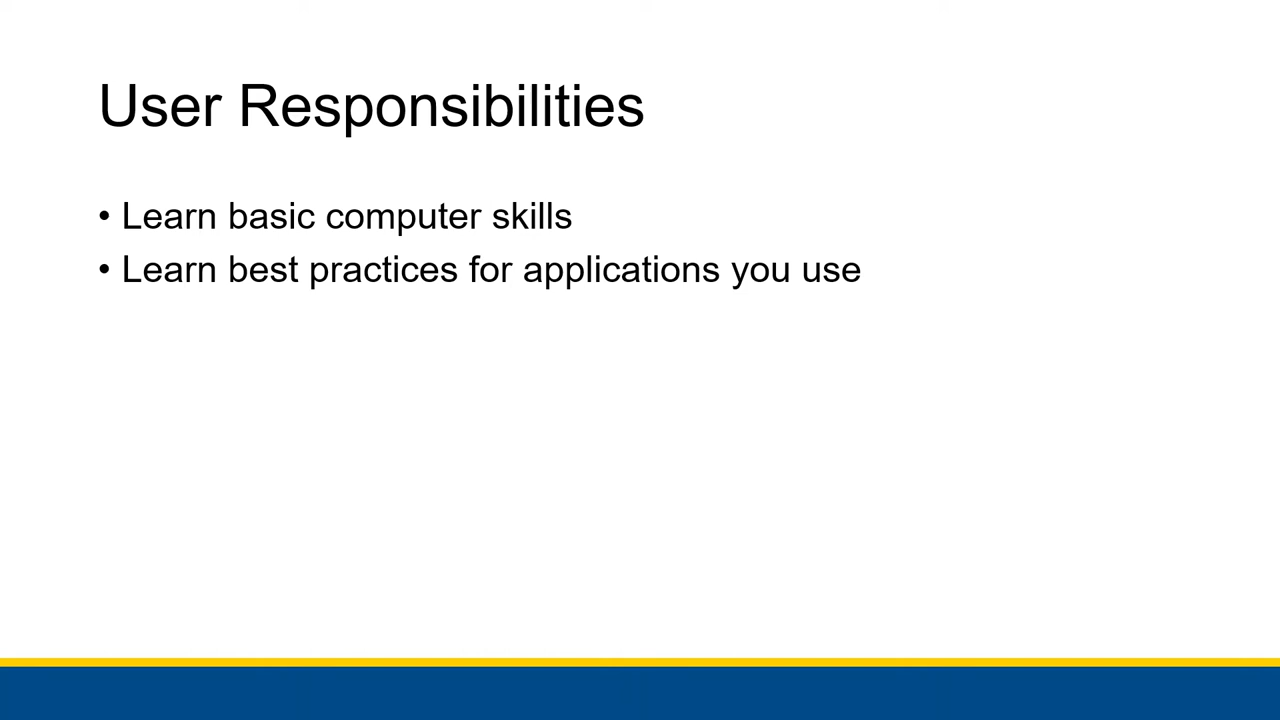 User Responsibilities
• Learn basic computer skills
• Learn best practices for applications you use